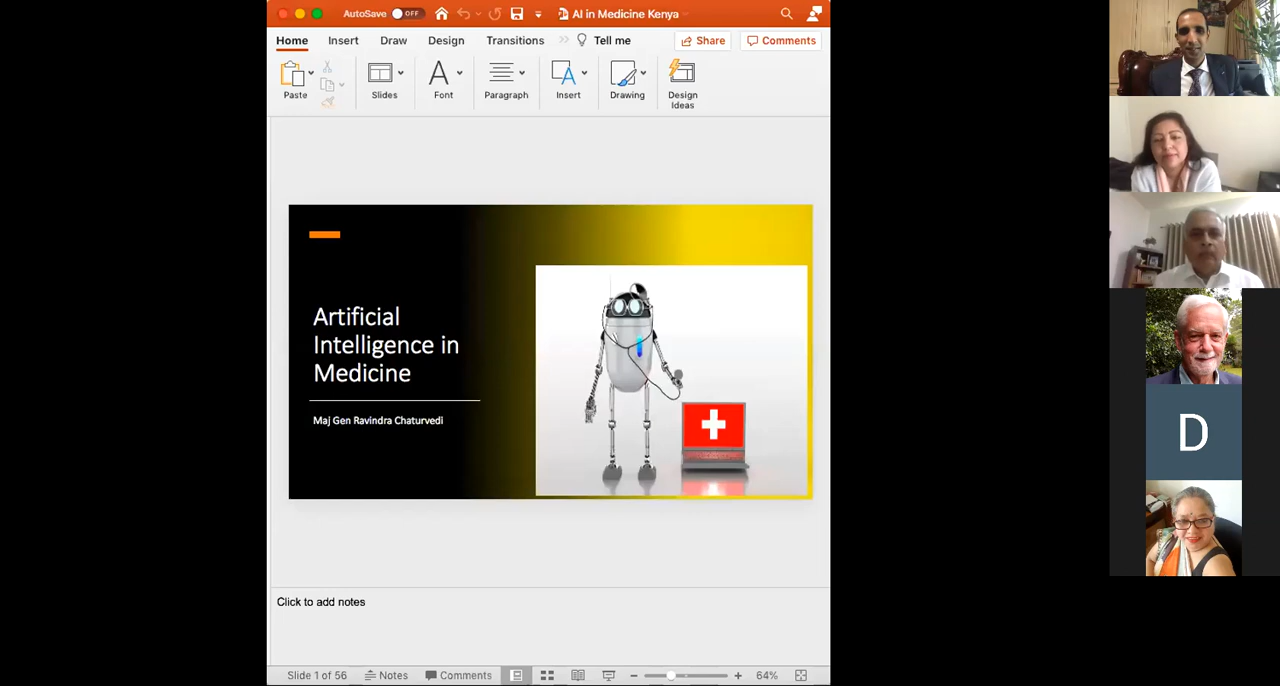 AutoSave OFF AI in Medicine Kenya
Home Insert Draw Design Transitions Tell me Share Comments
Paste Slides Font Paragraph Insert Drawing Design
Ideas
Artificial
Intelligence in
Medicine
Maj Gen Ravindra Chaturvedi
D
Click to add notes
Slide 1 of 56 Notes Comments 64%